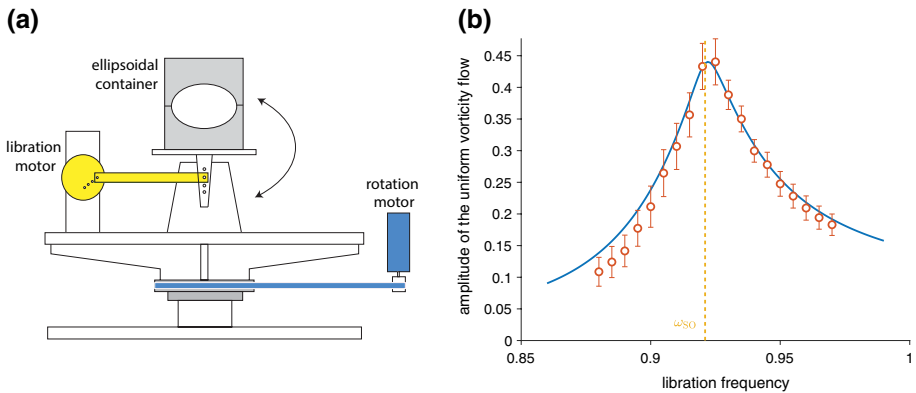 (a)
ellipsoidal
container
libration
motor
rotation
motor
(b)
amplitude of the uniform vorticity flow
0.45
0.4
0.35
0.3
0.25
0.2
0.15
0.1
0.05
0
ωSO
0.85
0.9
0.95
1
libration frequency